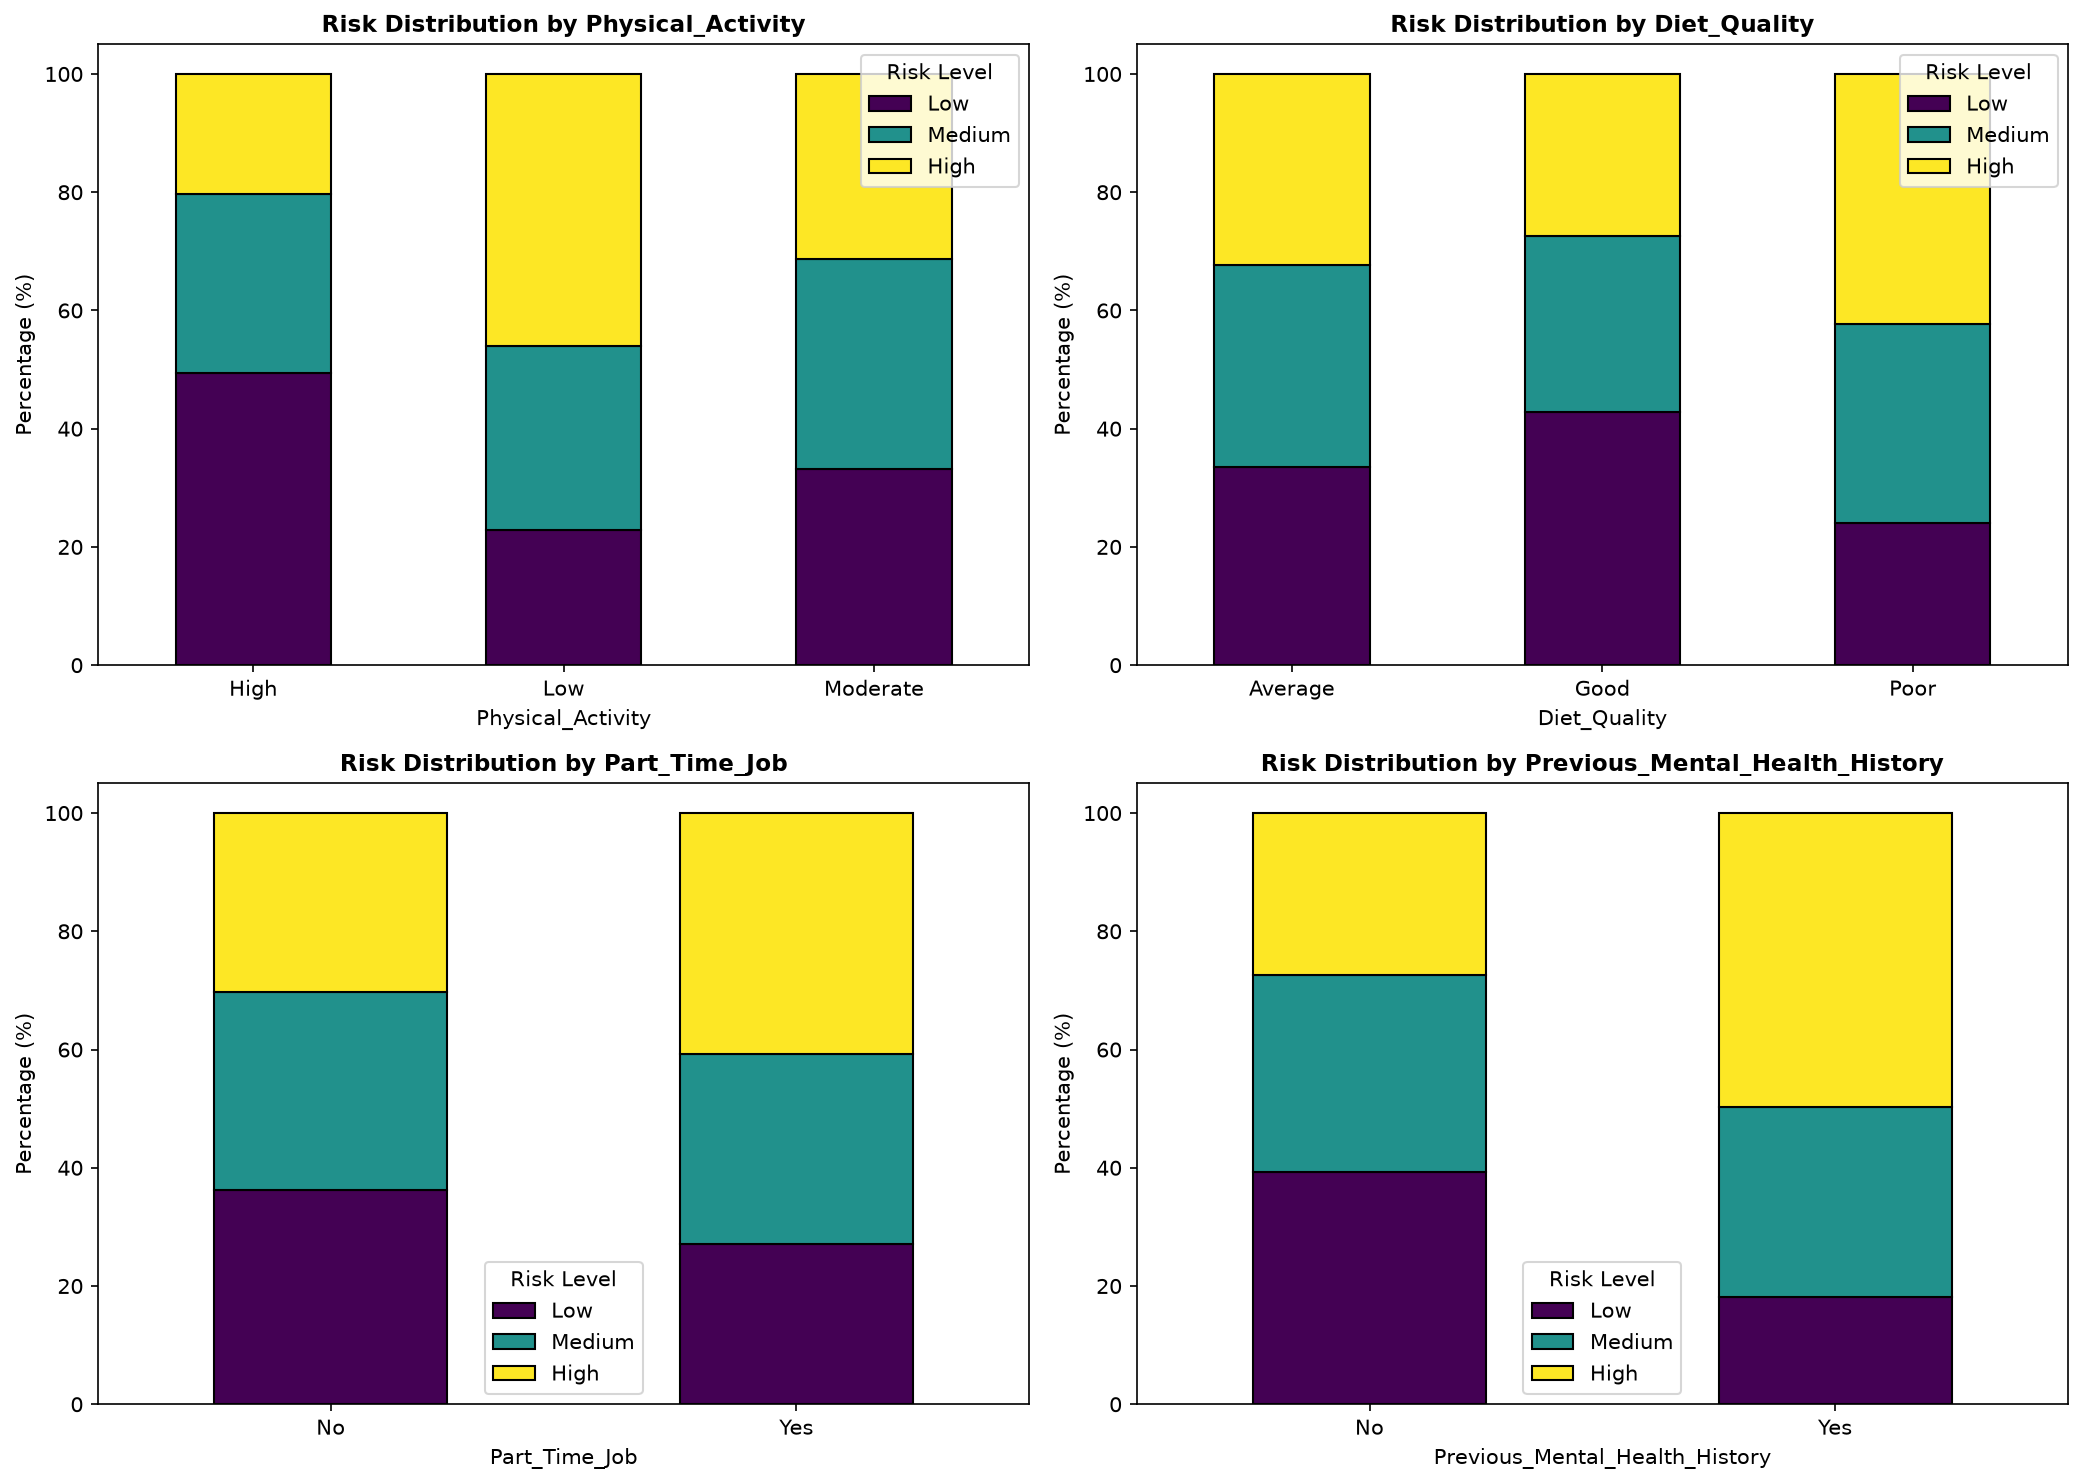 Risk Distribution by Physical_Activity
Percentage (%)
100
80
60
40
20
0
Risk Level
Low
Medium
High
High
Low
Moderate
Physical_Activity
Risk Distribution by Diet_Quality
Percentage (%)
100
80
60
40
20
0
Risk Level
Low
Medium
High
Average
Good
Poor
Diet_Quality
Risk Distribution by Part_Time_Job
Percentage (%)
100
80
60
40
20
0
Risk Level
Low
Medium
High
No
Yes
Part_Time_Job
Risk Distribution by Previous_Mental_Health_History
Percentage (%)
100
80
60
40
20
0
Risk Level
Low
Medium
High
No
Yes
Previous_Mental_Health_History